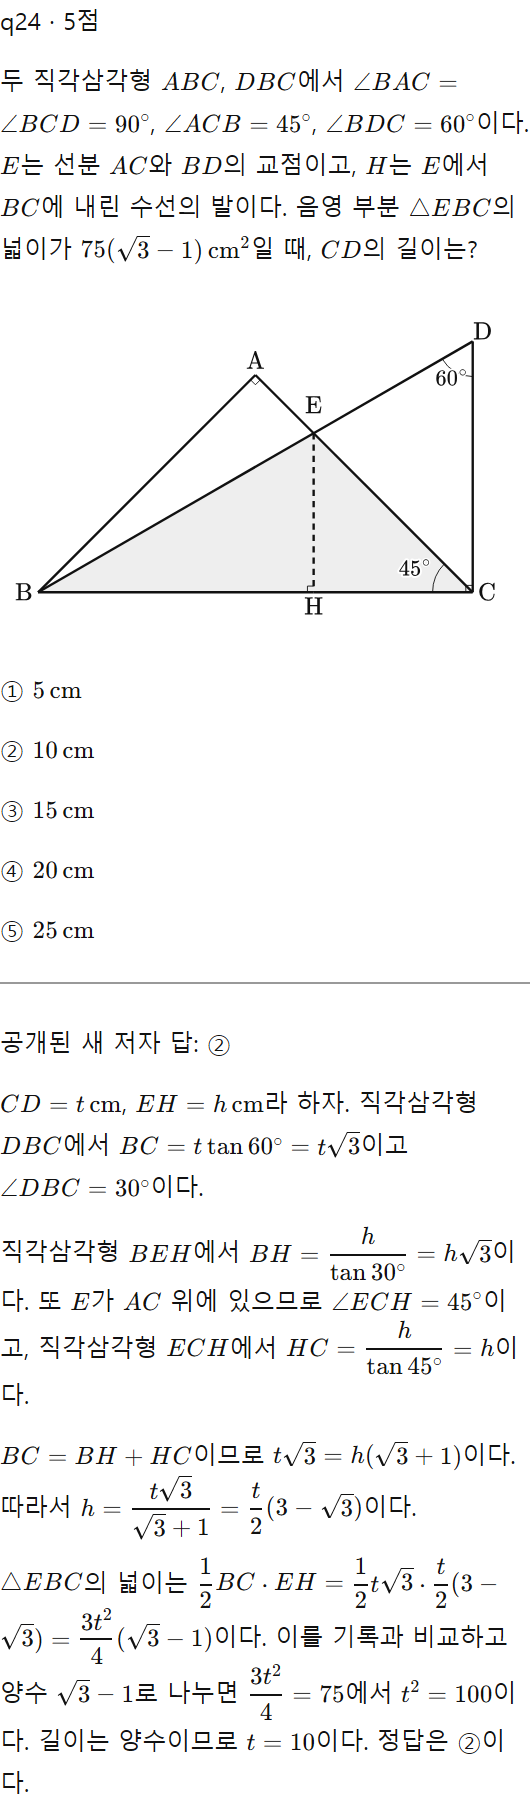 q24 · 5점
두 직각삼각형 ABC, DBC에서 ∠BAC =
∠BCD = 90°, ∠ACB = 45°, ∠BDC = 60°이다.
E는 선분 AC와 BD의 교점이고, H는 E에서
BC에 내린 수선의 발이다. 음영 부분 △EBC의
넓이가 75(√3 − 1) cm²일 때, CD의 길이는?
D
A
60°
E
45°
B
H
C
① 5 cm
② 10 cm
③ 15 cm
④ 20 cm
⑤ 25 cm
공개된 새 저자 답: ②
CD = t cm, EH = h cm라 하자. 직각삼각형
DBC에서 BC = t tan 60° = t√3이고
∠DBC = 30°이다.
직각삼각형 BEH에서 BH = h/tan 30° = h√3이
다. 또 E가 AC 위에 있으므로 ∠ECH = 45°이
고, 직각삼각형 ECH에서 HC = h/tan 45° = h이
다.
BC = BH + HC이므로 t√3 = h(√3 + 1)이다.
따라서 h = t√3/(√3 + 1) = t/2(3 − √3)이다.
△EBC의 넓이는 1/2 BC · EH = 1/2 t√3 · t/2(3 −
√3) = 3t²/4(√3 − 1)이다. 이를 기록과 비교하고
양수 √3 − 1로 나누면 3t²/4 = 75에서 t² = 100이
다. 길이는 양수이므로 t = 10이다. 정답은 ②이
다.